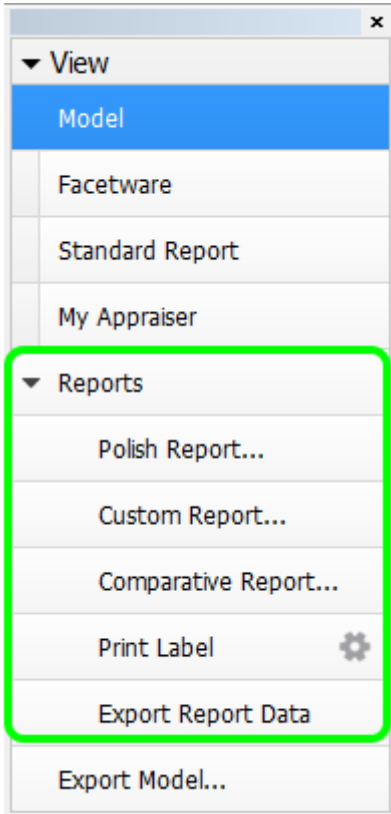 View
Model
Facetware
Standard Report
My Appraiser
Reports
Polish Report...
Custom Report...
Comparative Report...
Print Label
Export Report Data
Export Model...